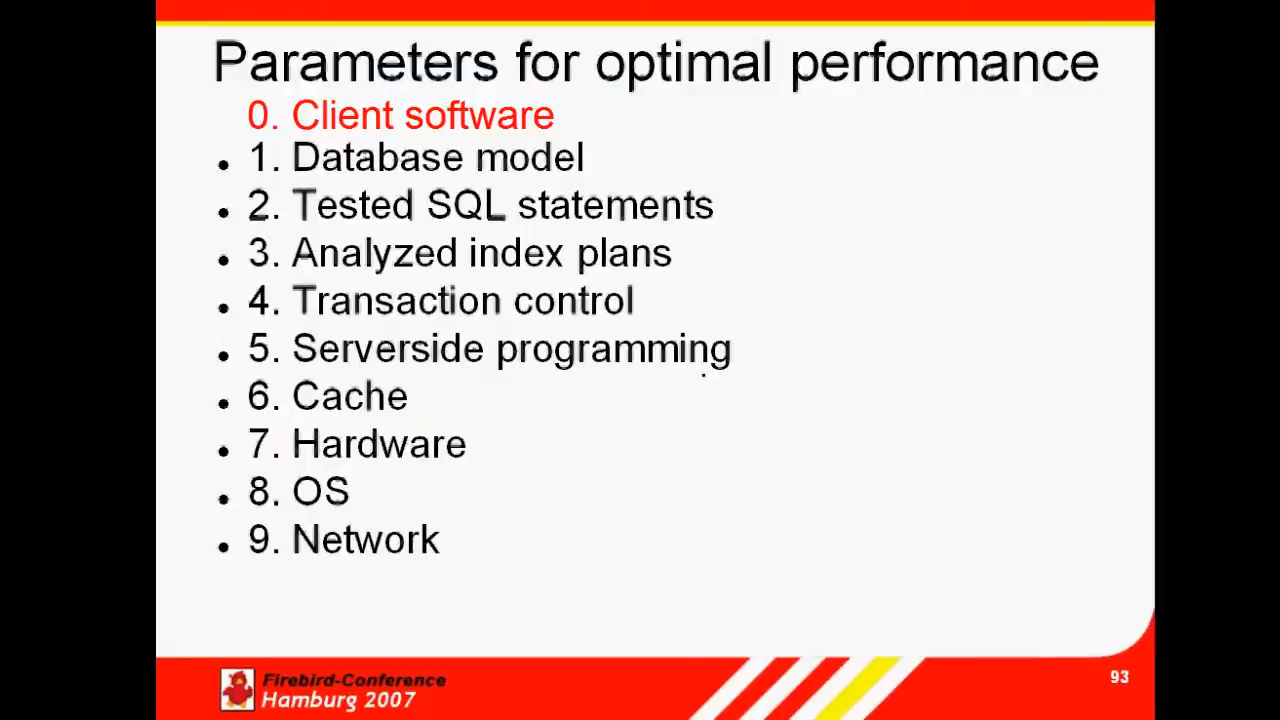 Parameters for optimal performance
0. Client software
• 1. Database model
• 2. Tested SQL statements
• 3. Analyzed index plans
• 4. Transaction control
• 5. Serverside programming
• 6. Cache
• 7. Hardware
• 8. OS
• 9. Network
Firebird-Conference
Hamburg 2007
93